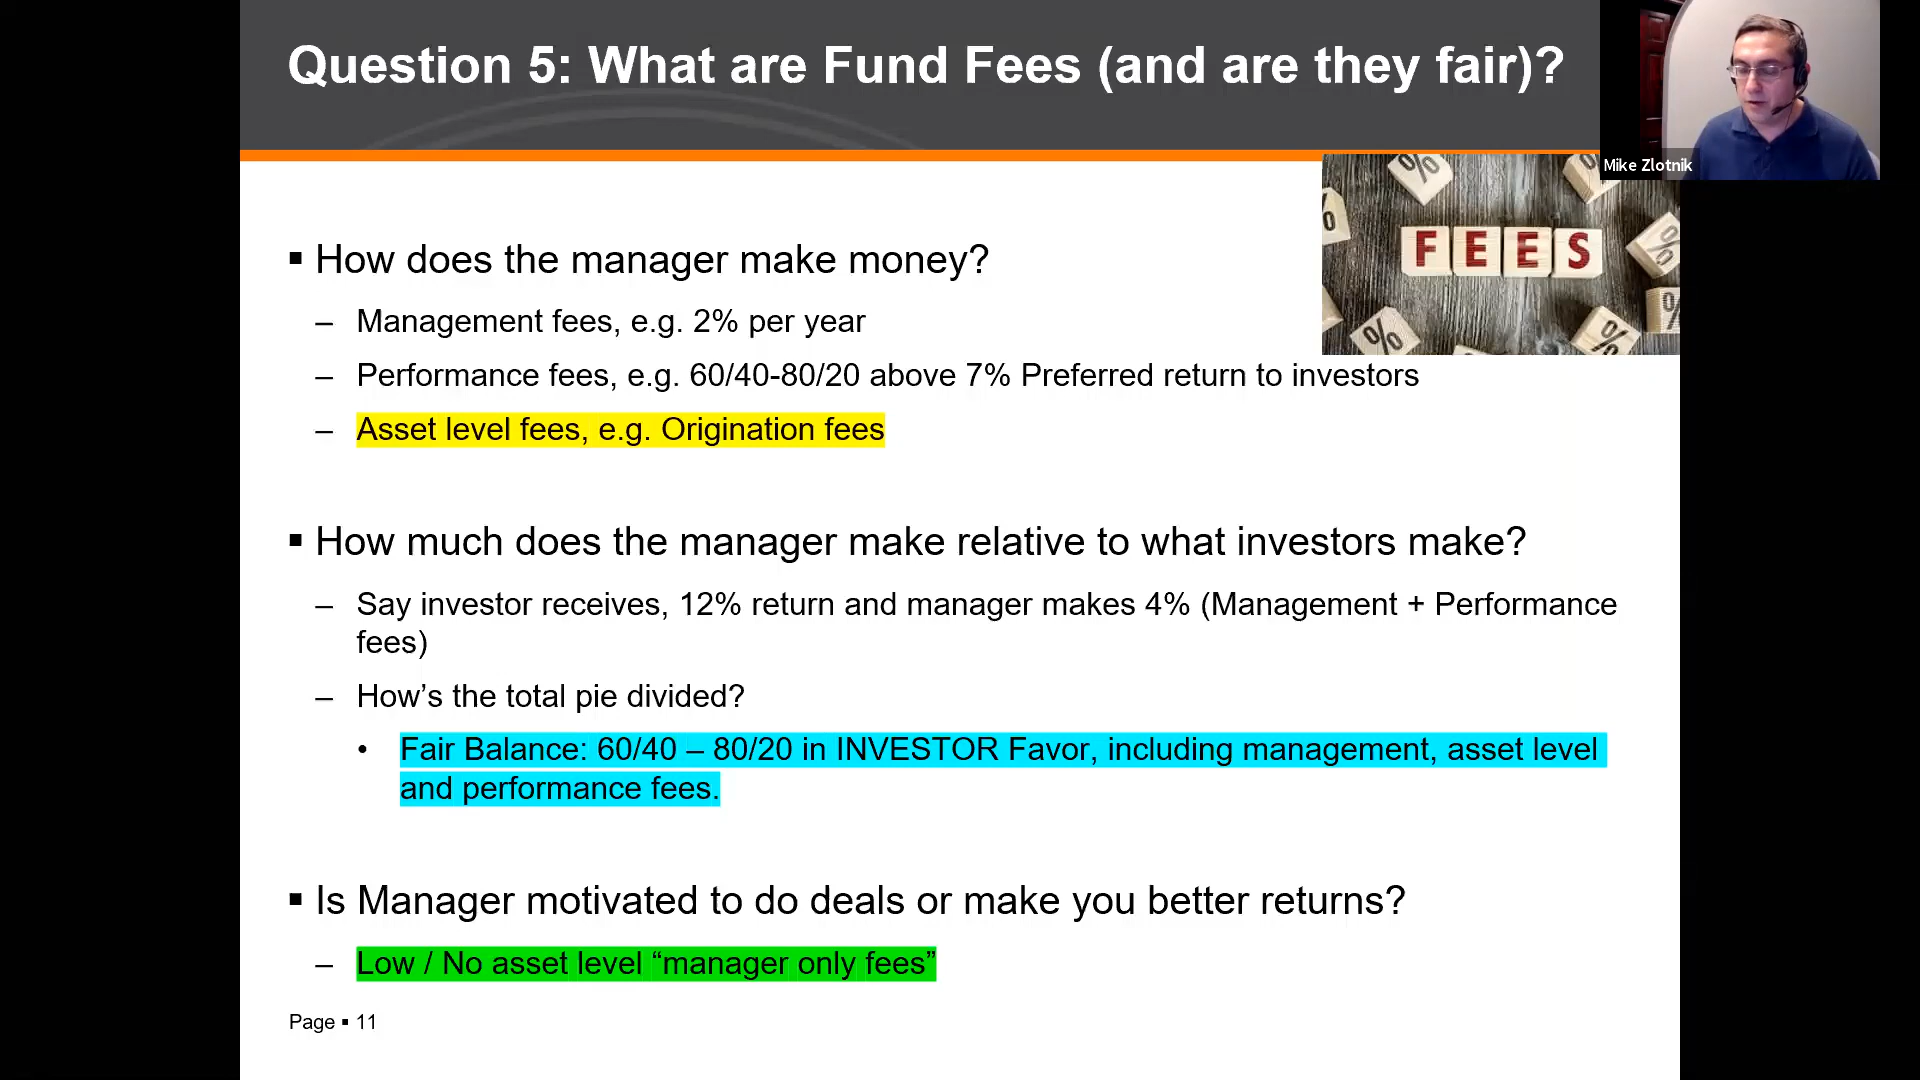 Question 5: What are Fund Fees (and are they fair)?
Mike Zlotnik
% % % % % % %
FEES
▪ How does the manager make money?
– Management fees, e.g. 2% per year
– Performance fees, e.g. 60/40-80/20 above 7% Preferred return to investors
– Asset level fees, e.g. Origination fees
▪ How much does the manager make relative to what investors make?
– Say investor receives, 12% return and manager makes 4% (Management + Performance
fees)
– How’s the total pie divided?
• Fair Balance: 60/40 – 80/20 in INVESTOR Favor, including management, asset level
and performance fees.
▪ Is Manager motivated to do deals or make you better returns?
– Low / No asset level “manager only fees”
Page ▪ 11